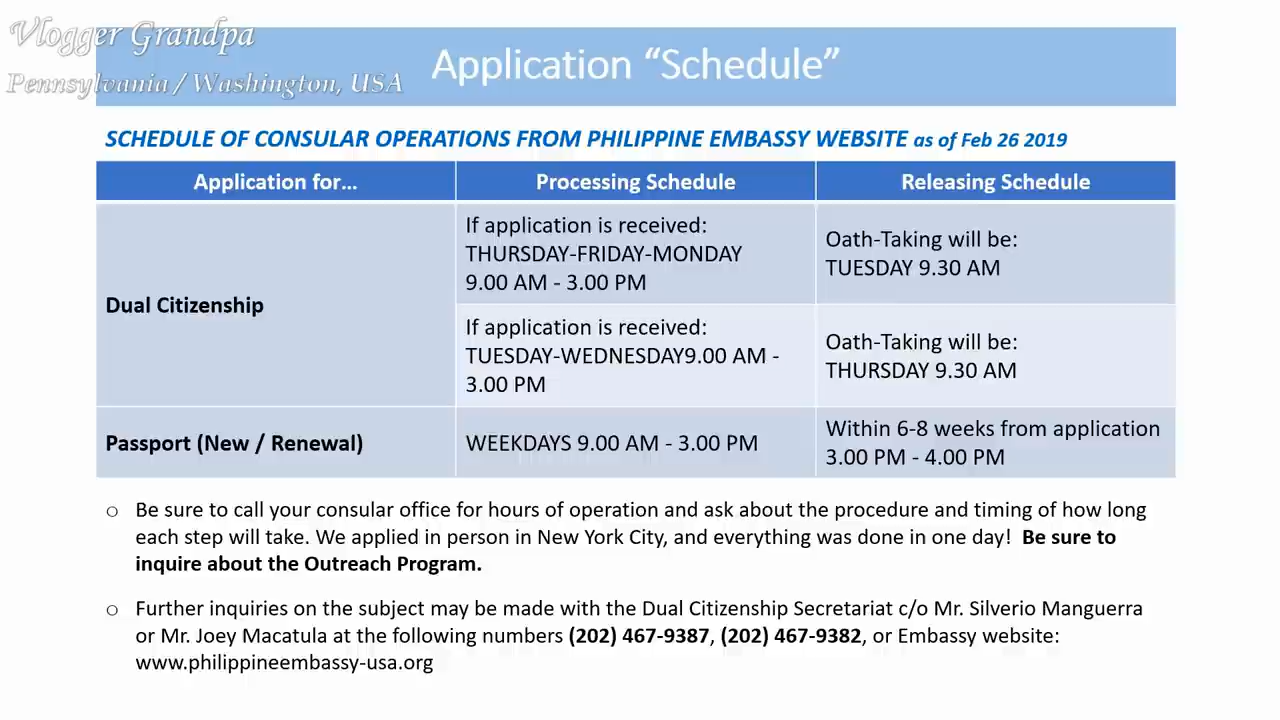 Vlogger Grandpa
Pennsylvania / Washington, USA
Application “Schedule”
SCHEDULE OF CONSULAR OPERATIONS FROM PHILIPPINE EMBASSY WEBSITE as of Feb 26 2019
Application for...
Processing Schedule
Releasing Schedule
Dual Citizenship
If application is received:
THURSDAY-FRIDAY-MONDAY
9.00 AM - 3.00 PM
Oath-Taking will be:
TUESDAY 9.30 AM
If application is received:
TUESDAY-WEDNESDAY9.00 AM -
3.00 PM
Oath-Taking will be:
THURSDAY 9.30 AM
Passport (New / Renewal)
WEEKDAYS 9.00 AM - 3.00 PM
Within 6-8 weeks from application
3.00 PM - 4.00 PM
○ Be sure to call your consular office for hours of operation and ask about the procedure and timing of how long
each step will take. We applied in person in New York City, and everything was done in one day! Be sure to
inquire about the Outreach Program.
○ Further inquiries on the subject may be made with the Dual Citizenship Secretariat c/o Mr. Silverio Manguerra
or Mr. Joey Macatula at the following numbers (202) 467-9387, (202) 467-9382, or Embassy website:
www.philippineembassy-usa.org